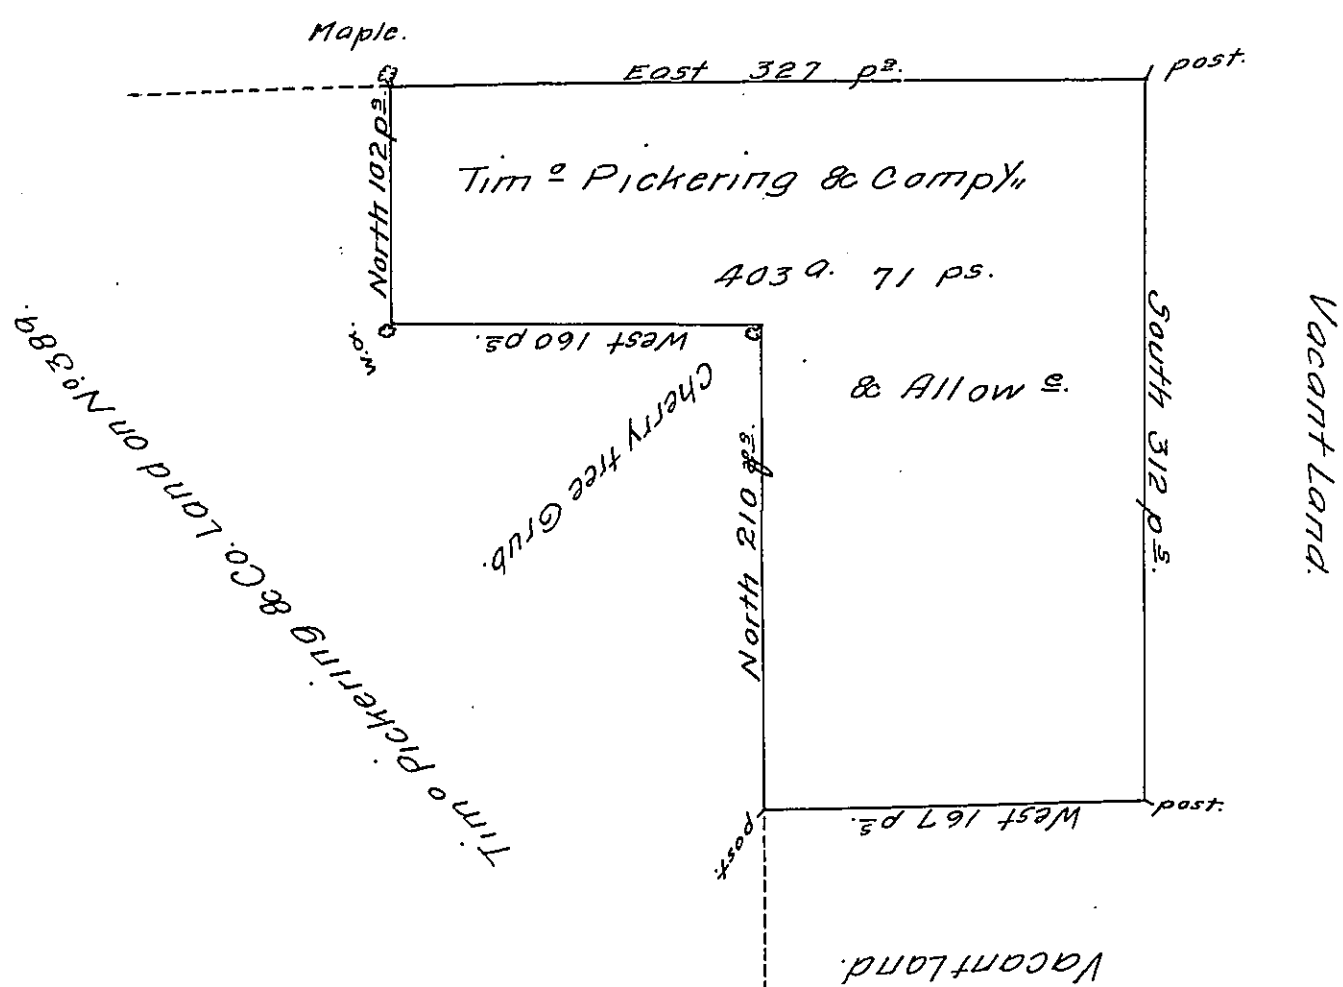 Maple.
East 327 ps.
post.
North 102 ps.
Timo Pickering & Compy,,
403 a. 71 ps.
& Allow e.
w.o.
West 160 ps.
Cherry tree Grub.
North 210 ps.
South 312 ps.
Vacant Land.
Timo Pickering & Co. Land on No. 389.
post.
West 167 ps.
post.
Vacant Land.